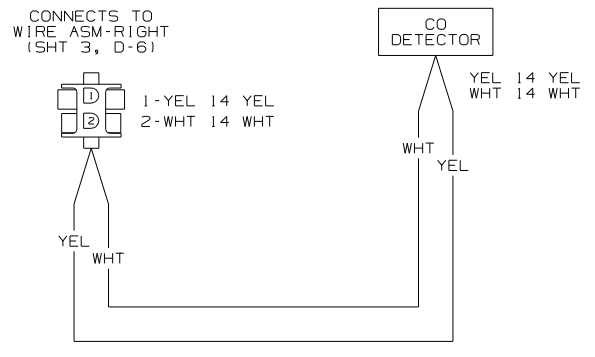 CONNECTS TO
WIRE ASM-RIGHT
(SHT 3, D-6)
1
2
1-YEL 14 YEL
2-WHT 14 WHT
CO
DETECTOR
YEL 14 YEL
WHT 14 WHT
WHT
YEL
YEL
WHT